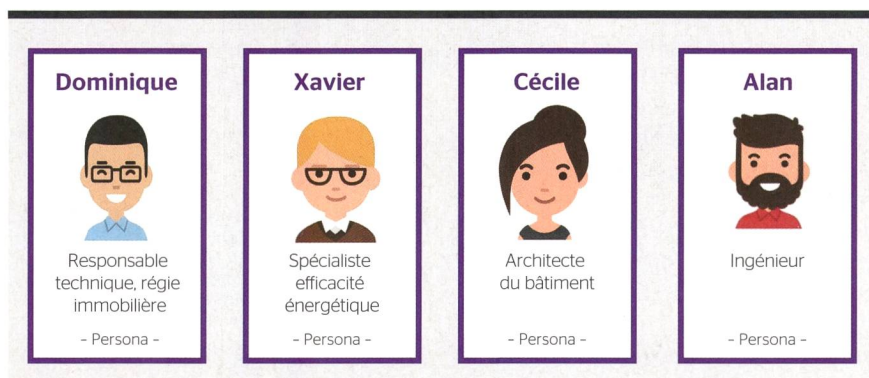 Dominique
Responsable
technique, régie
immobilière
- Persona -
Xavier
Spécialiste
efficacité
énergétique
- Persona -
Cécile
Architecte
du bâtiment
- Persona -
Alan
Ingénieur
- Persona -